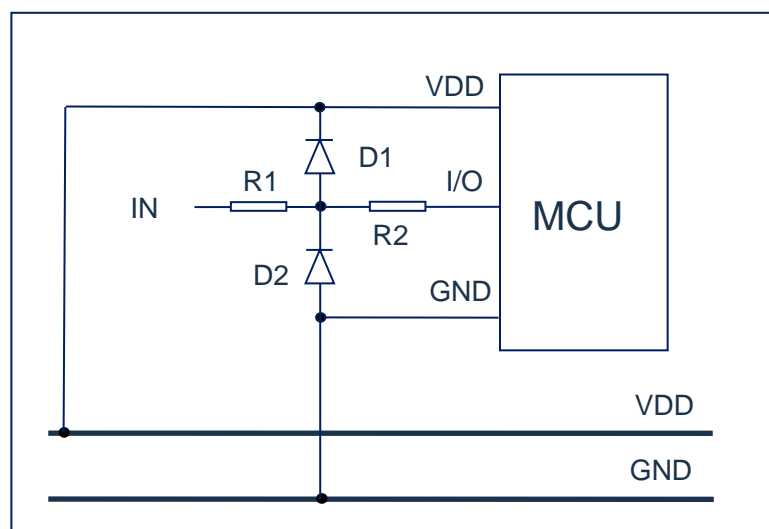 VDD
D1
R1
I/O
IN
MCU
R2
D2
GND
VDD
GND